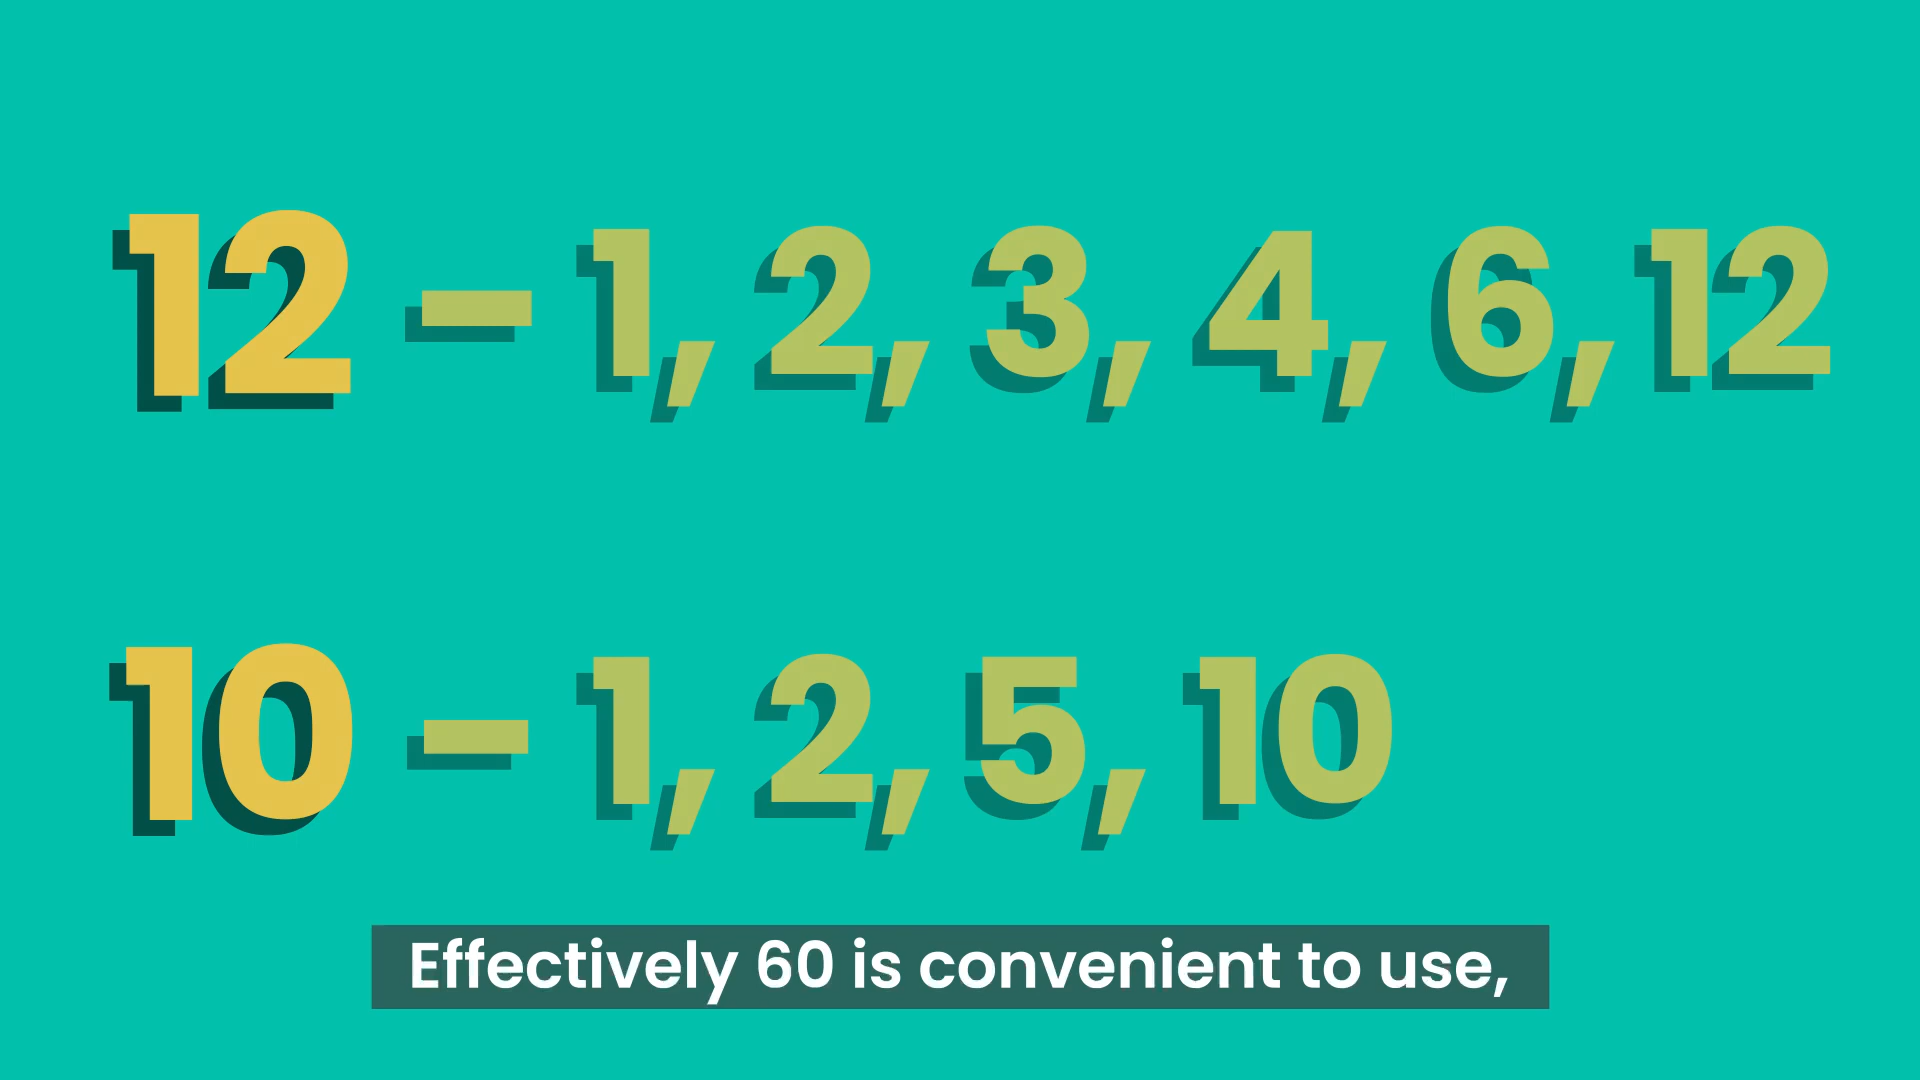 12 – 1, 2, 3, 4, 6, 12
10 – 1, 2, 5, 10
Effectively 60 is convenient to use,